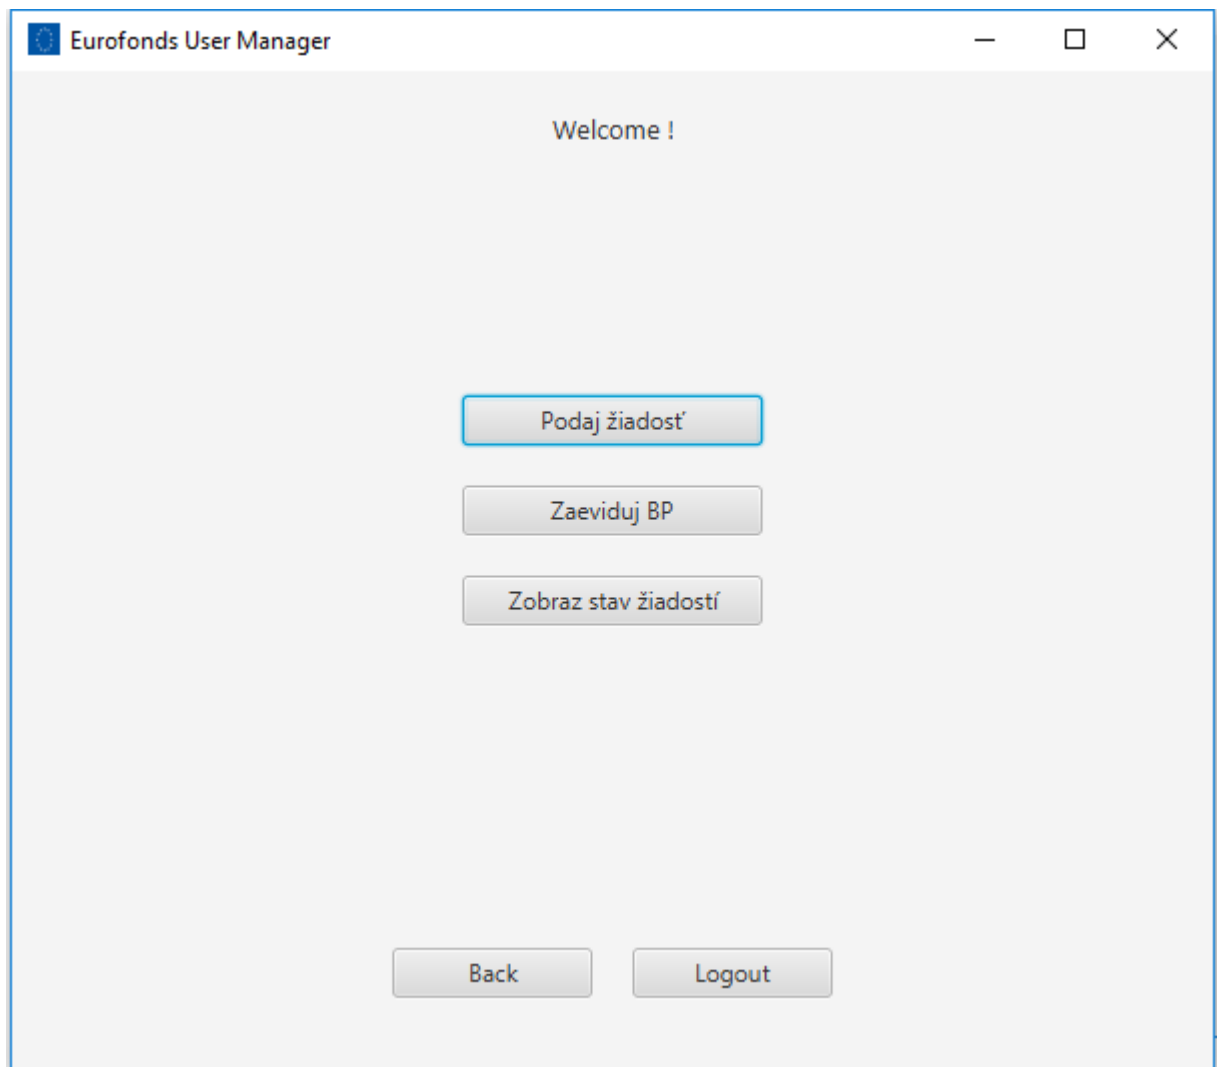 Eurofonds User Manager
Welcome !
Podaj žiadosť
Zaeviduj BP
Zobraz stav žiadostí
Back Logout